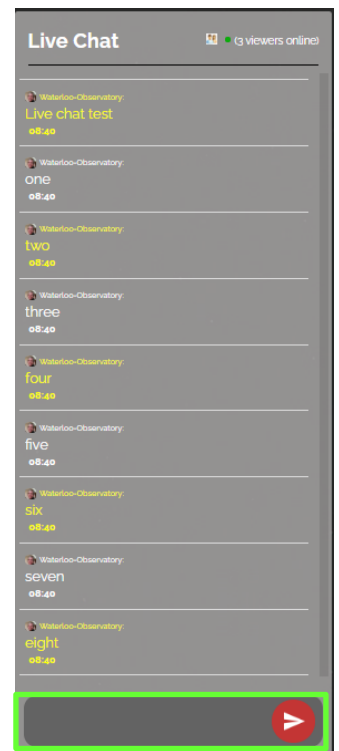 Live Chat
(3 viewers online)
Waterloo-Observatory:
Live chat test
08:40
Waterloo-Observatory:
one
08:40
Waterloo-Observatory:
two
08:40
Waterloo-Observatory:
three
08:40
Waterloo-Observatory:
four
08:40
Waterloo-Observatory:
five
08:40
Waterloo-Observatory:
six
08:40
Waterloo-Observatory:
seven
08:40
Waterloo-Observatory:
eight
08:40